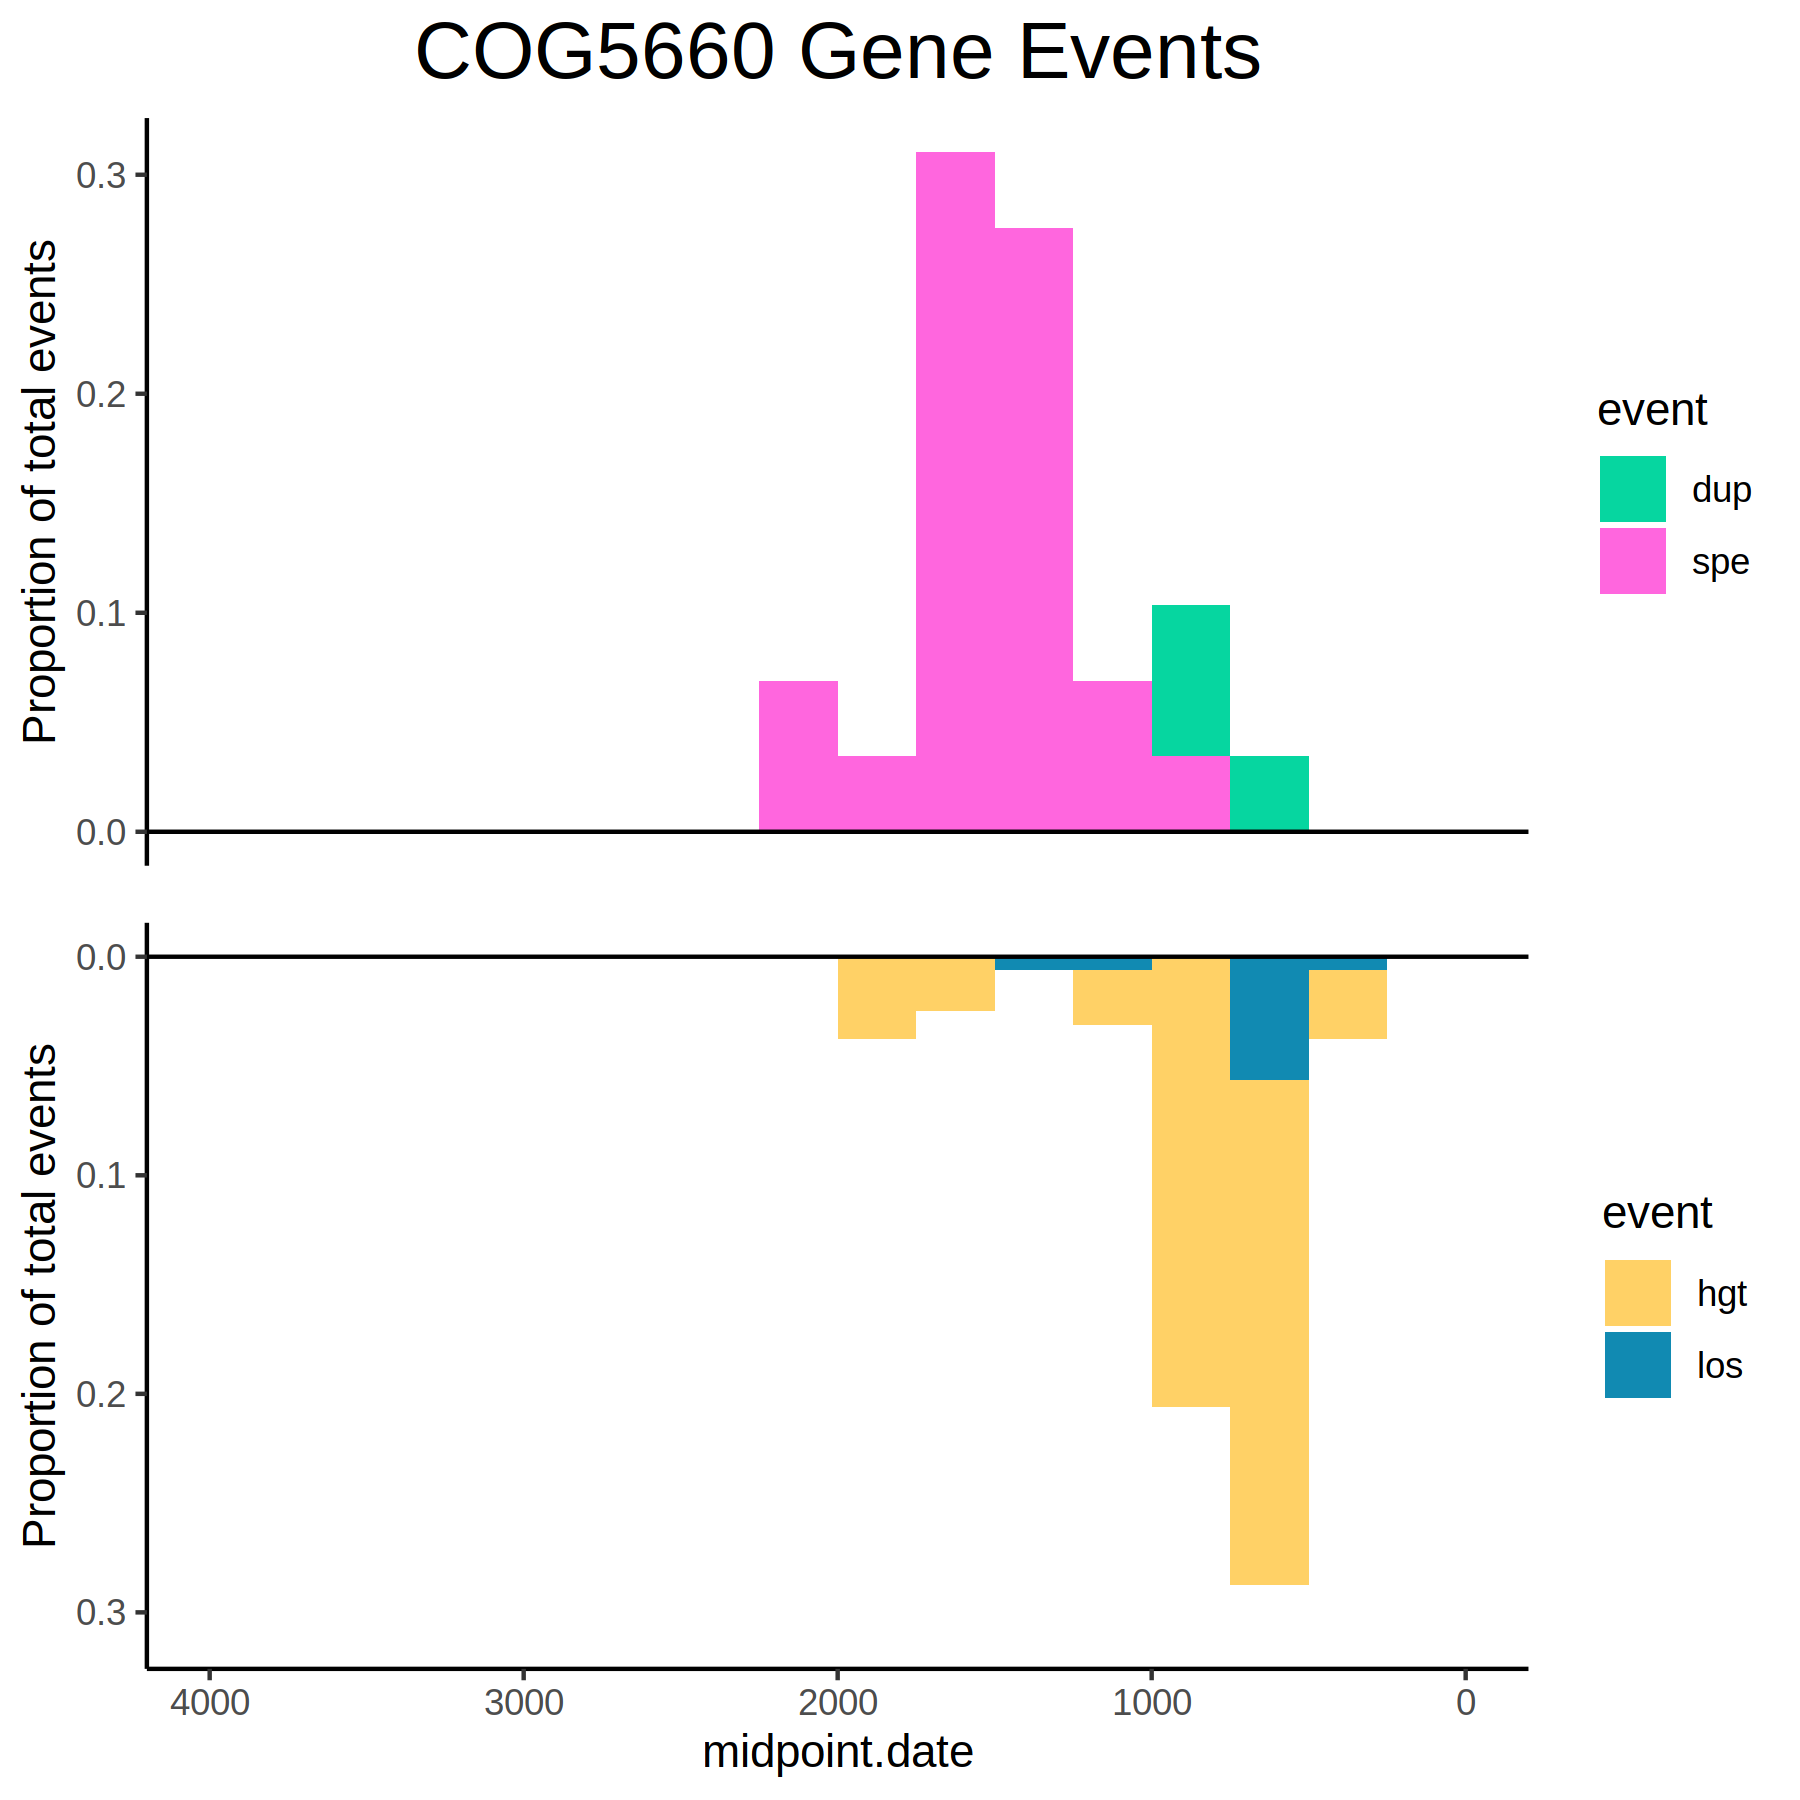 COG5660 Gene Events
Proportion of total events
0.3
0.2
0.1
0.0
event
dup
spe
Proportion of total events
0.0
0.1
0.2
0.3
event
hgt
los
4000 3000 2000 1000 0
midpoint.date